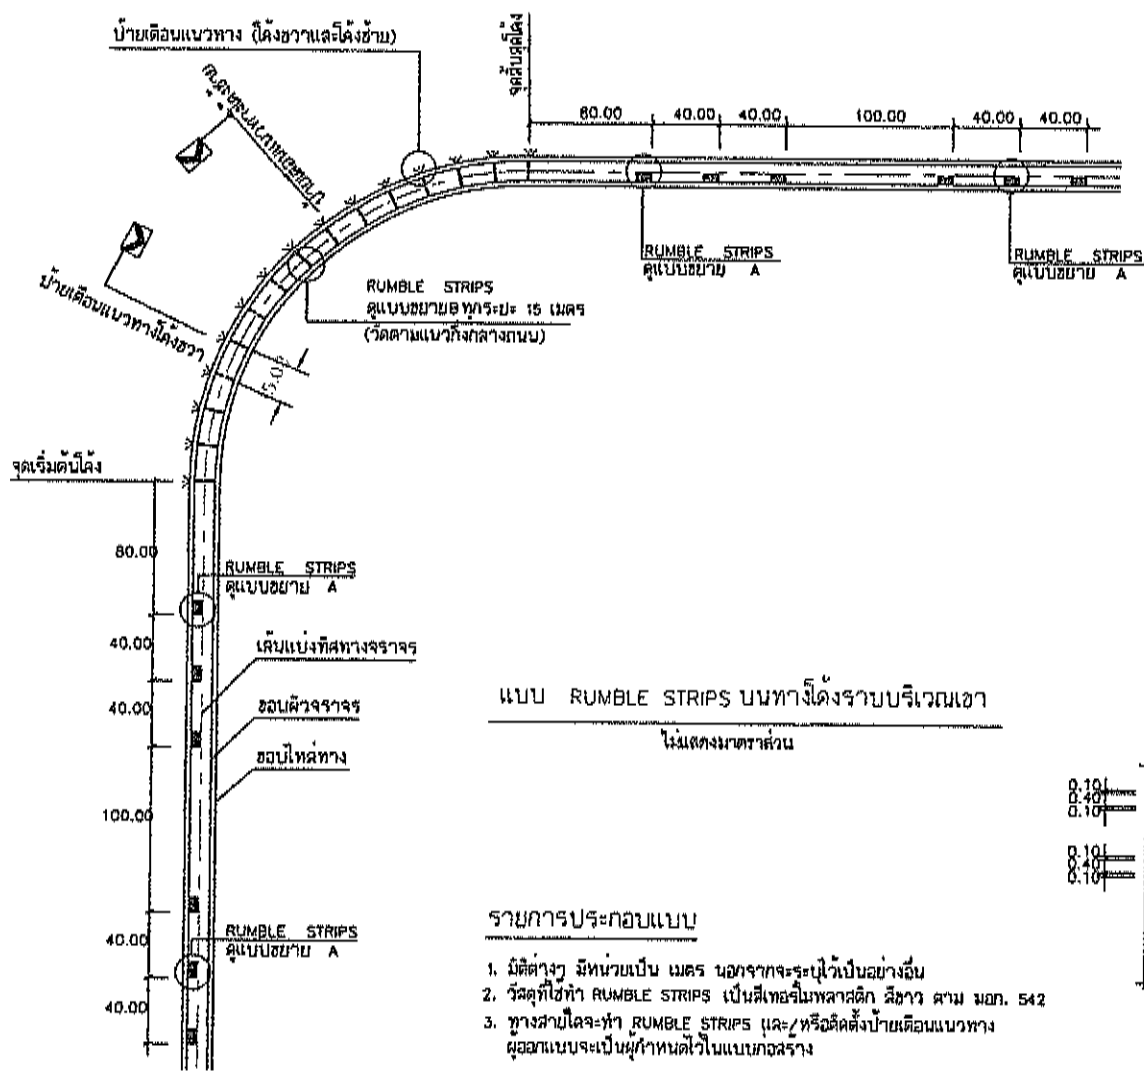 ป้ายเตือนแนวทาง (โค้งขวาและโค้งซ้าย)
จุดสิ้นสุดโค้ง
80.00 40.00 40.00 100.00 40.00 40.00
RUMBLE STRIPS
ดูแบบขยาย A
RUMBLE STRIPS
ดูแบบขยาย A
ป้ายเตือนแนวทางโค้งขวา
RUMBLE STRIPS
ดูแบบขยายB ทุกระยะ 15 เมตร
(วัดตามแนวกึ่งกลางถนน)
จุดเริ่มต้นโค้ง
80.00
RUMBLE STRIPS
ดูแบบขยาย A
40.00
เส้นแบ่งทิศทางจราจร
40.00
ขอบผิวจราจร
ขอบไหล่ทาง
100.00
RUMBLE STRIPS
ดูแบบขยาย A
40.00
40.00
แบบ RUMBLE STRIPS บนทางโค้งราบบริเวณเขา
ไม่แสดงมาตราส่วน
0.10
0.40
0.10
0.10
0.40
0.10
รายการประกอบแบบ
1. มิติต่างๆ มีหน่วยเป็น เมตร นอกจากจะระบุไว้เป็นอย่างอื่น
2. วัสดุที่ใช้ทำ RUMBLE STRIPS เป็นสีเทอร์โมพลาสติก สีขาว ตาม มอก. 542
3. ทางสายใดจะทำ RUMBLE STRIPS และ/หรือติดตั้งป้ายเตือนแนวทาง
ผู้ออกแบบจะเป็นผู้กำหนดไว้ในแบบก่อสร้าง